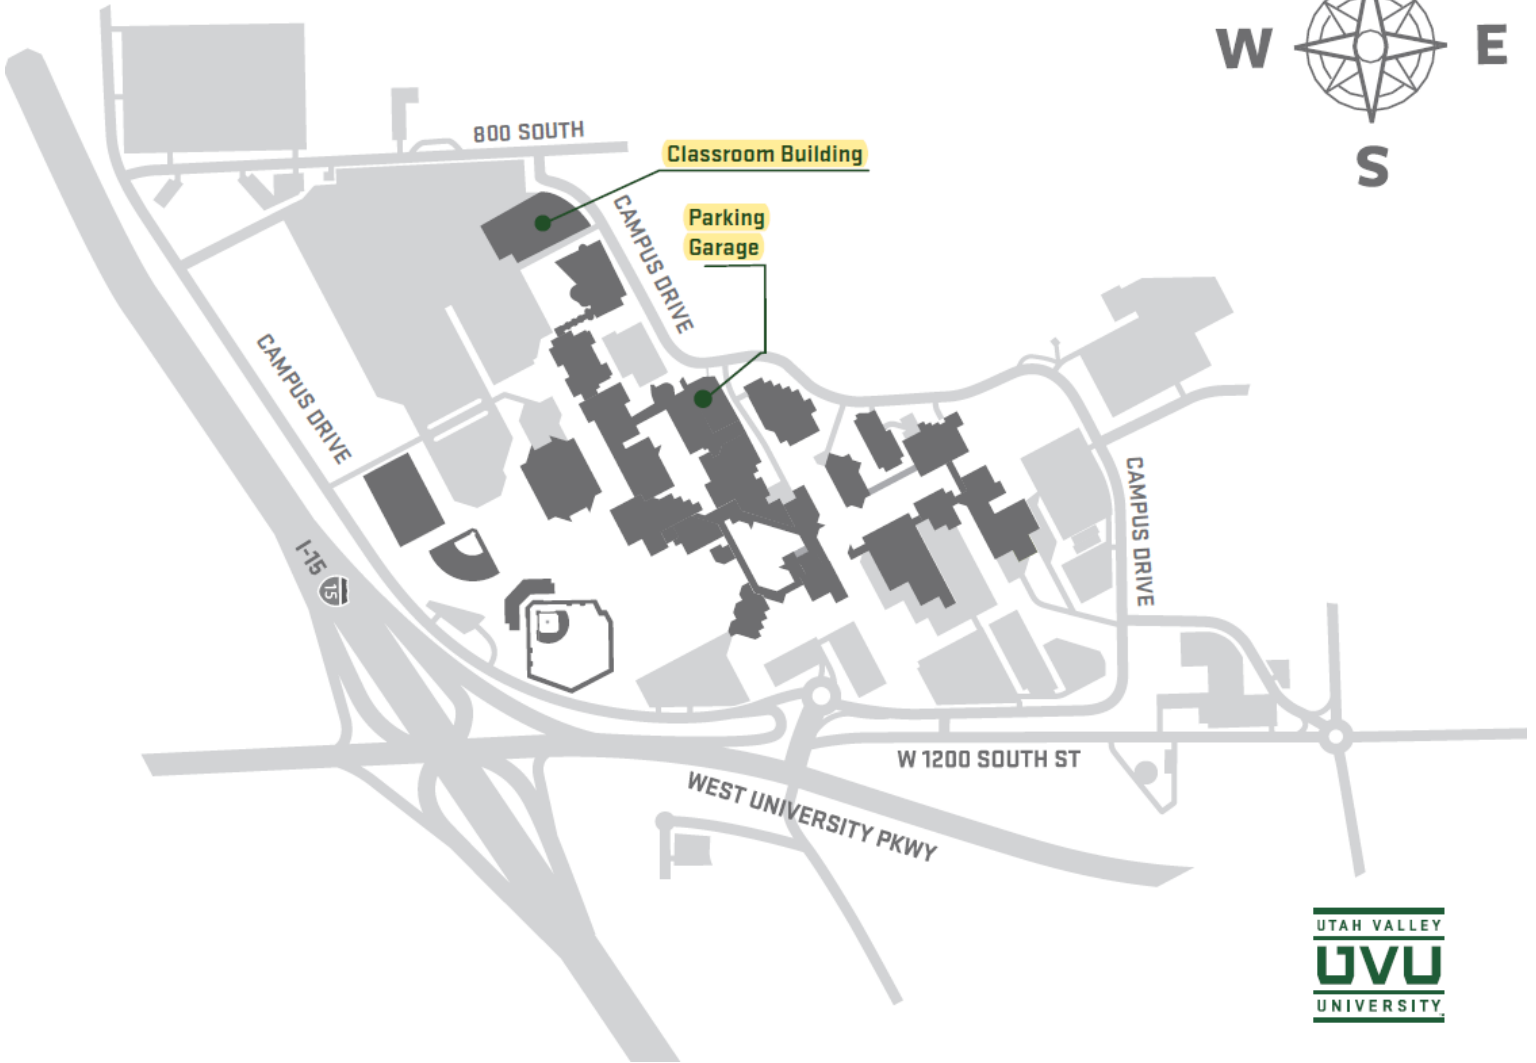 W
E
S
800 SOUTH
Classroom Building
CAMPUS DRIVE
Parking
Garage
CAMPUS DRIVE
CAMPUS DRIVE
I-15
15
W 1200 SOUTH ST
WEST UNIVERSITY PKWY
UTAH VALLEY
UVU
UNIVERSITY